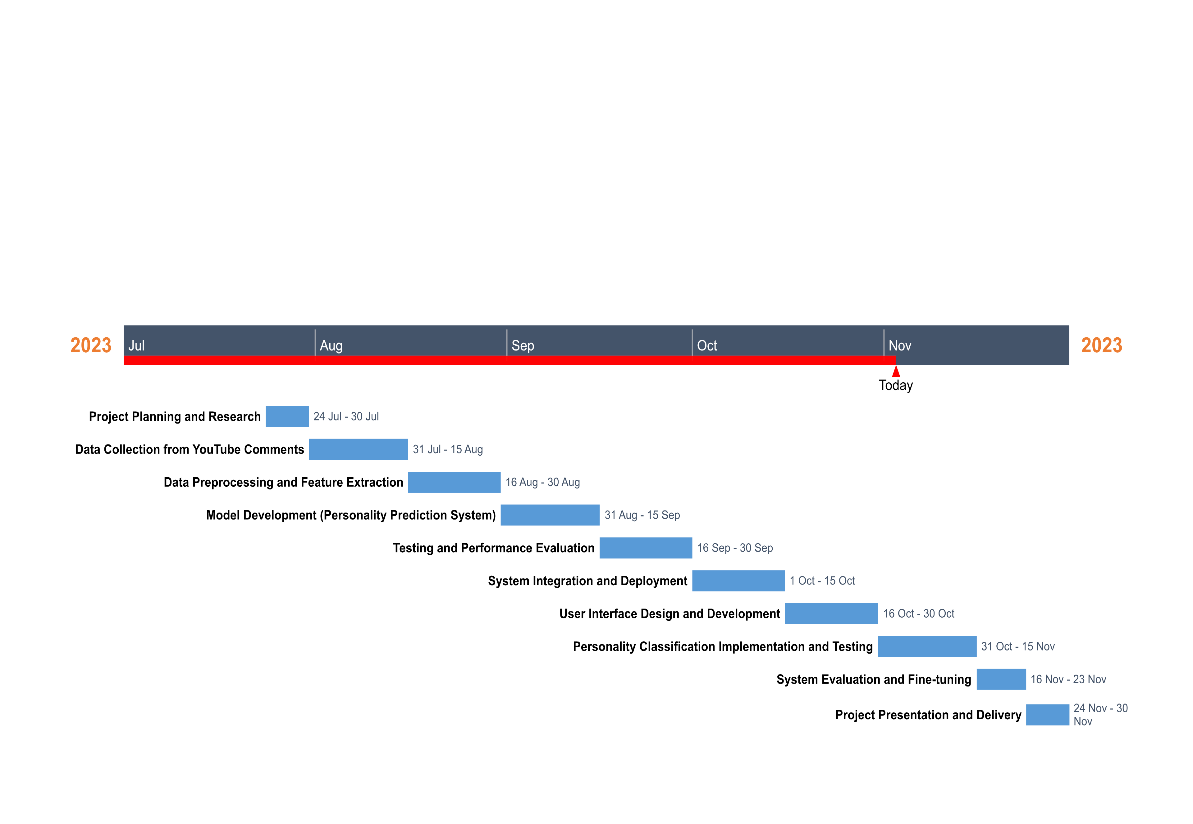 2023 Jul Aug Sep Oct Nov 2023
Today
Project Planning and Research 24 Jul - 30 Jul
Data Collection from YouTube Comments 31 Jul - 15 Aug
Data Preprocessing and Feature Extraction 16 Aug - 30 Aug
Model Development (Personality Prediction System) 31 Aug - 15 Sep
Testing and Performance Evaluation 16 Sep - 30 Sep
System Integration and Deployment 1 Oct - 15 Oct
User Interface Design and Development 16 Oct - 30 Oct
Personality Classification Implementation and Testing 31 Oct - 15 Nov
System Evaluation and Fine-tuning 16 Nov - 23 Nov
Project Presentation and Delivery 24 Nov - 30
Nov